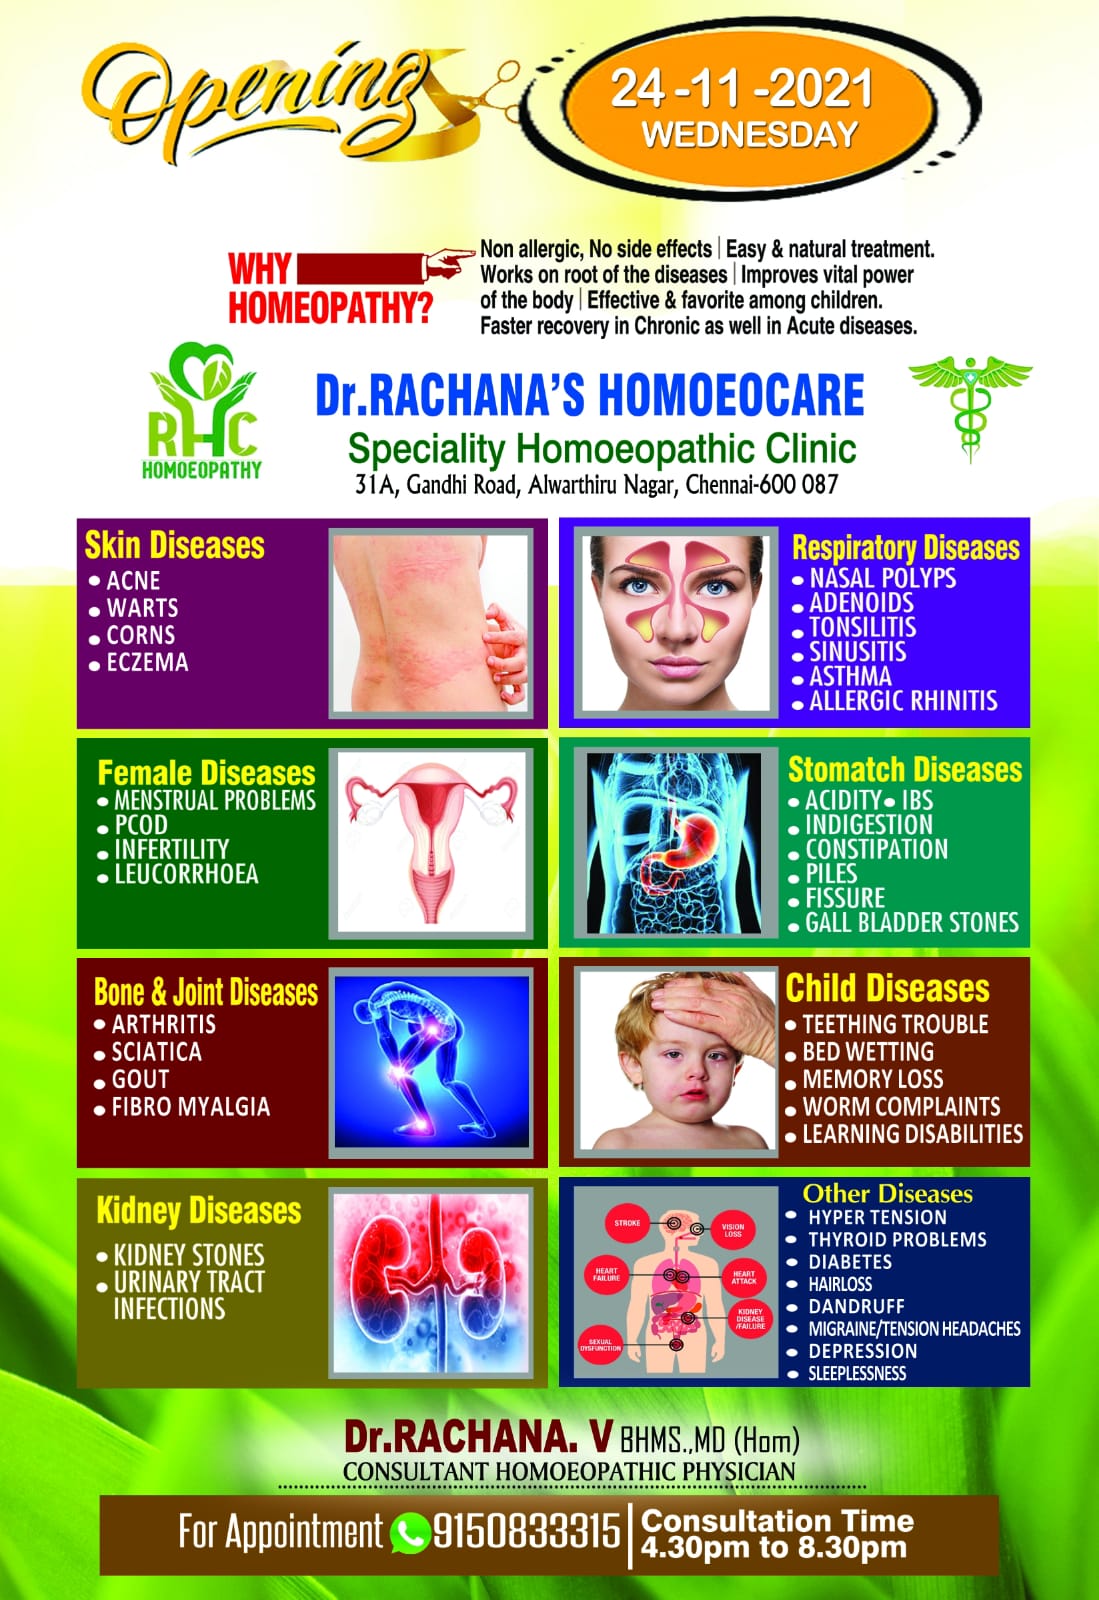 Opening
24 -11 -2021
WEDNESDAY
WHY
HOMEOPATHY?
Non allergic, No side effects | Easy & natural treatment.
Works on root of the diseases | Improves vital power
of the body | Effective & favorite among children.
Faster recovery in Chronic as well in Acute diseases.
RHC
HOMOEOPATHY
Dr.RACHANA'S HOMOEOCARE
Speciality Homoeopathic Clinic
31A, Gandhi Road, Alwarthiru Nagar, Chennai-600 087
Skin Diseases
• ACNE
• WARTS
• CORNS
• ECZEMA
Respiratory Diseases
• NASAL POLYPS
• ADENOIDS
• TONSILITIS
• SINUSITIS
• ASTHMA
• ALLERGIC RHINITIS
Female Diseases
• MENSTRUAL PROBLEMS
• PCOD
• INFERTILITY
• LEUCORRHOEA
Stomatch Diseases
• ACIDITY • IBS
• INDIGESTION
• CONSTIPATION
• PILES
• FISSURE
• GALL BLADDER STONES
Bone & Joint Diseases
• ARTHRITIS
• SCIATICA
• GOUT
• FIBRO MYALGIA
Child Diseases
• TEETHING TROUBLE
• BED WETTING
• MEMORY LOSS
• WORM COMPLAINTS
• LEARNING DISABILITIES
Kidney Diseases
• KIDNEY STONES
• URINARY TRACT
INFECTIONS
STROKE
VISION
LOSS
HEART
FAILURE
HEART
ATTACK
KIDNEY
DISEASE
/FAILURE
SEXUAL
DYSFUNCTION
Other Diseases
• HYPER TENSION
• THYROID PROBLEMS
• DIABETES
• HAIRLOSS
• DANDRUFF
• MIGRAINE/TENSION HEADACHES
• DEPRESSION
• SLEEPLESSNESS
Dr.RACHANA. V BHMS.,MD (Hom)
CONSULTANT HOMOEOPATHIC PHYSICIAN
For Appointment 9150833315
Consultation Time
4.30pm to 8.30pm